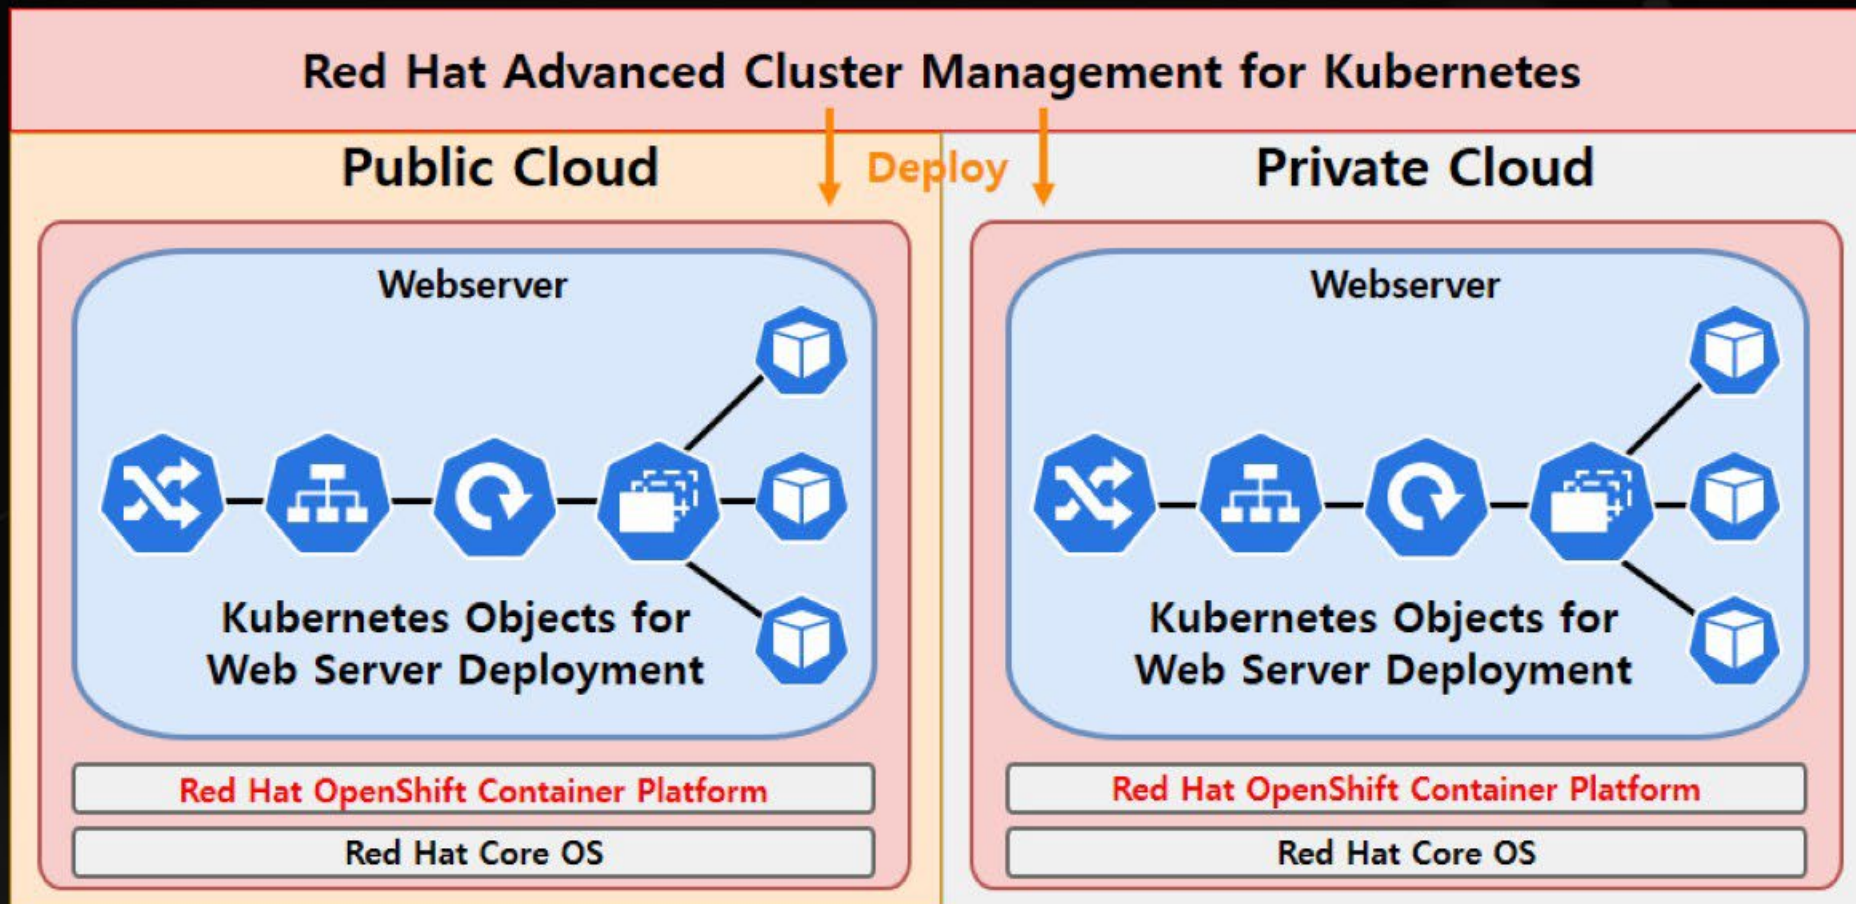 Red Hat Advanced Cluster Management for Kubernetes
Public Cloud
Deploy
Private Cloud
Webserver
Kubernetes Objects for
Web Server Deployment
Red Hat OpenShift Container Platform
Red Hat Core OS
Webserver
Kubernetes Objects for
Web Server Deployment
Red Hat OpenShift Container Platform
Red Hat Core OS